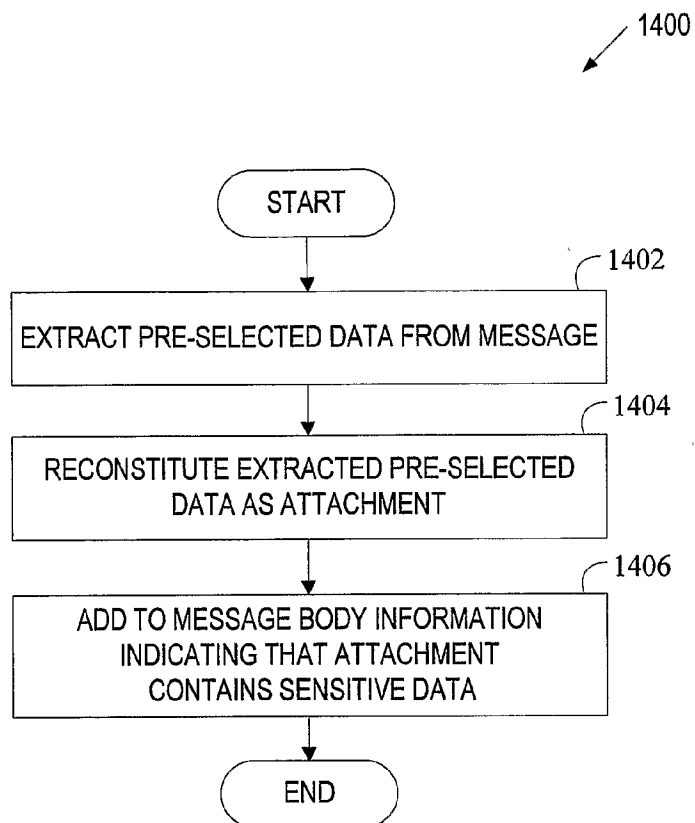 1400
START
1402
EXTRACT PRE-SELECTED DATA FROM MESSAGE
1404
RECONSTITUTE EXTRACTED PRE-SELECTED
DATA AS ATTACHMENT
1406
ADD TO MESSAGE BODY INFORMATION
INDICATING THAT ATTACHMENT
CONTAINS SENSITIVE DATA
END